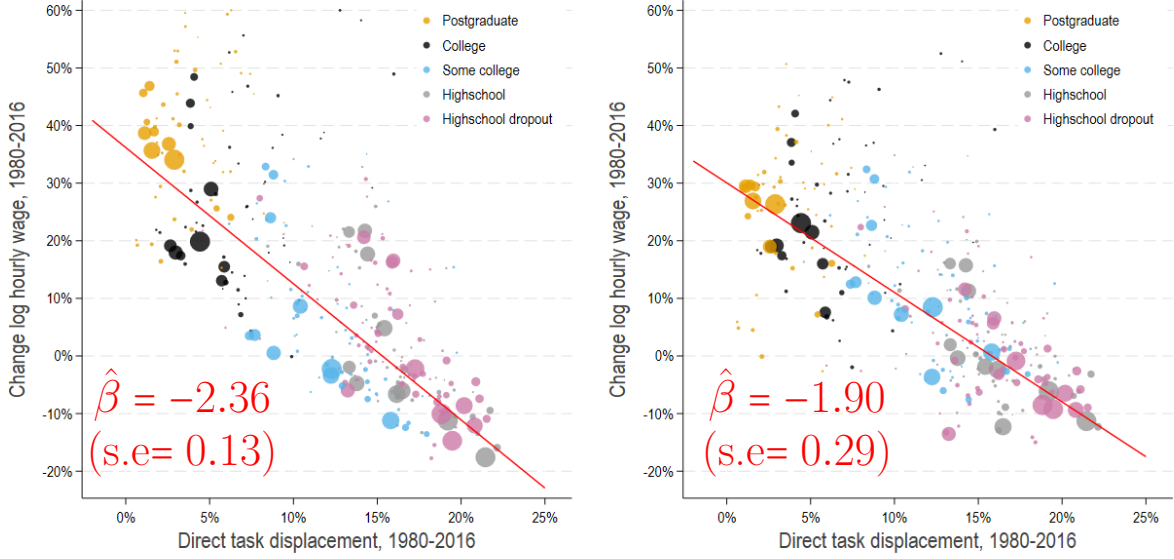 60%
50%
40%
30%
20%
10%
0%
-10%
-20%
Change log hourly wage, 1980-2016
Postgraduate
College
Some college
Highschool
Highschool dropout
β̂ = −2.36
(s.e= 0.13)
0%
5%
10%
15%
20%
25%
Direct task displacement, 1980-2016
60%
50%
40%
30%
20%
10%
0%
-10%
-20%
Change log hourly wage, 1980-2016
Postgraduate
College
Some college
Highschool
Highschool dropout
β̂ = −1.90
(s.e= 0.29)
0%
5%
10%
15%
20%
25%
Direct task displacement, 1980-2016